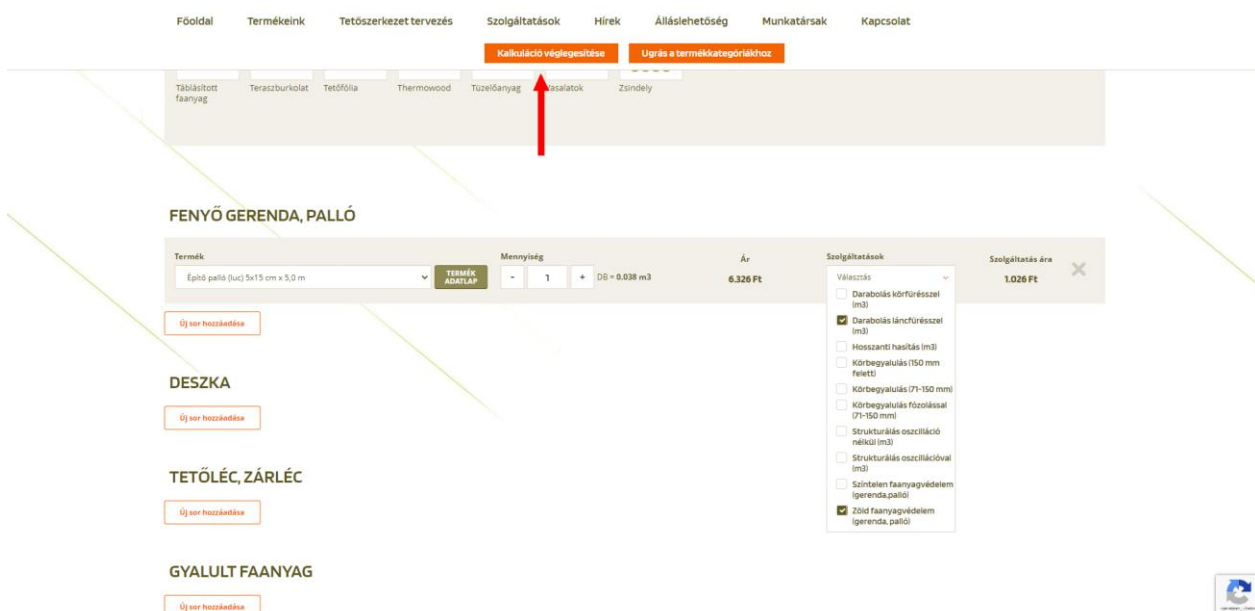 Főoldal Termékeink Tetőszerkezet tervezés Szolgáltatások Hírek Álláslehetőség Munkatársak Kapcsolat
Kalkuláció véglegesítése Ugrás a termékkategóriákhoz
Táblásított faanyag
Teraszburkolat
Tetőfólia
Thermowood
Tüzelőanyag
Vasalatok
Zsindely
FENYŐ GERENDA, PALLÓ
Termék Mennyiség Ár Szolgáltatások Szolgáltatás ára
Építő palló (luc) 5x15 cm x 5,0 m
TERMÉK
ADATLAP
- 1 + DB = 0.038 m3
6.326 Ft
Választás
1.026 Ft
Darabolás körfűrésszel
(m3)
Darabolás láncfűrésszel
(m3)
Hosszanti hasítás (m3)
Körbegyalulás (150 mm
felett)
Körbegyalulás (71-150 mm)
Körbegyalulás fózolással
(71-150 mm)
Strukturálás oszcilláció
nélkül (m3)
Strukturálás oszcillációval
(m3)
Színtelen faanyagvédelem
(gerenda,palló)
Zöld faanyagvédelem
(gerenda, palló)
Új sor hozzáadása
DESZKA
Új sor hozzáadása
TETŐLÉC, ZÁRLÉC
Új sor hozzáadása
GYALULT FAANYAG
Új sor hozzáadása